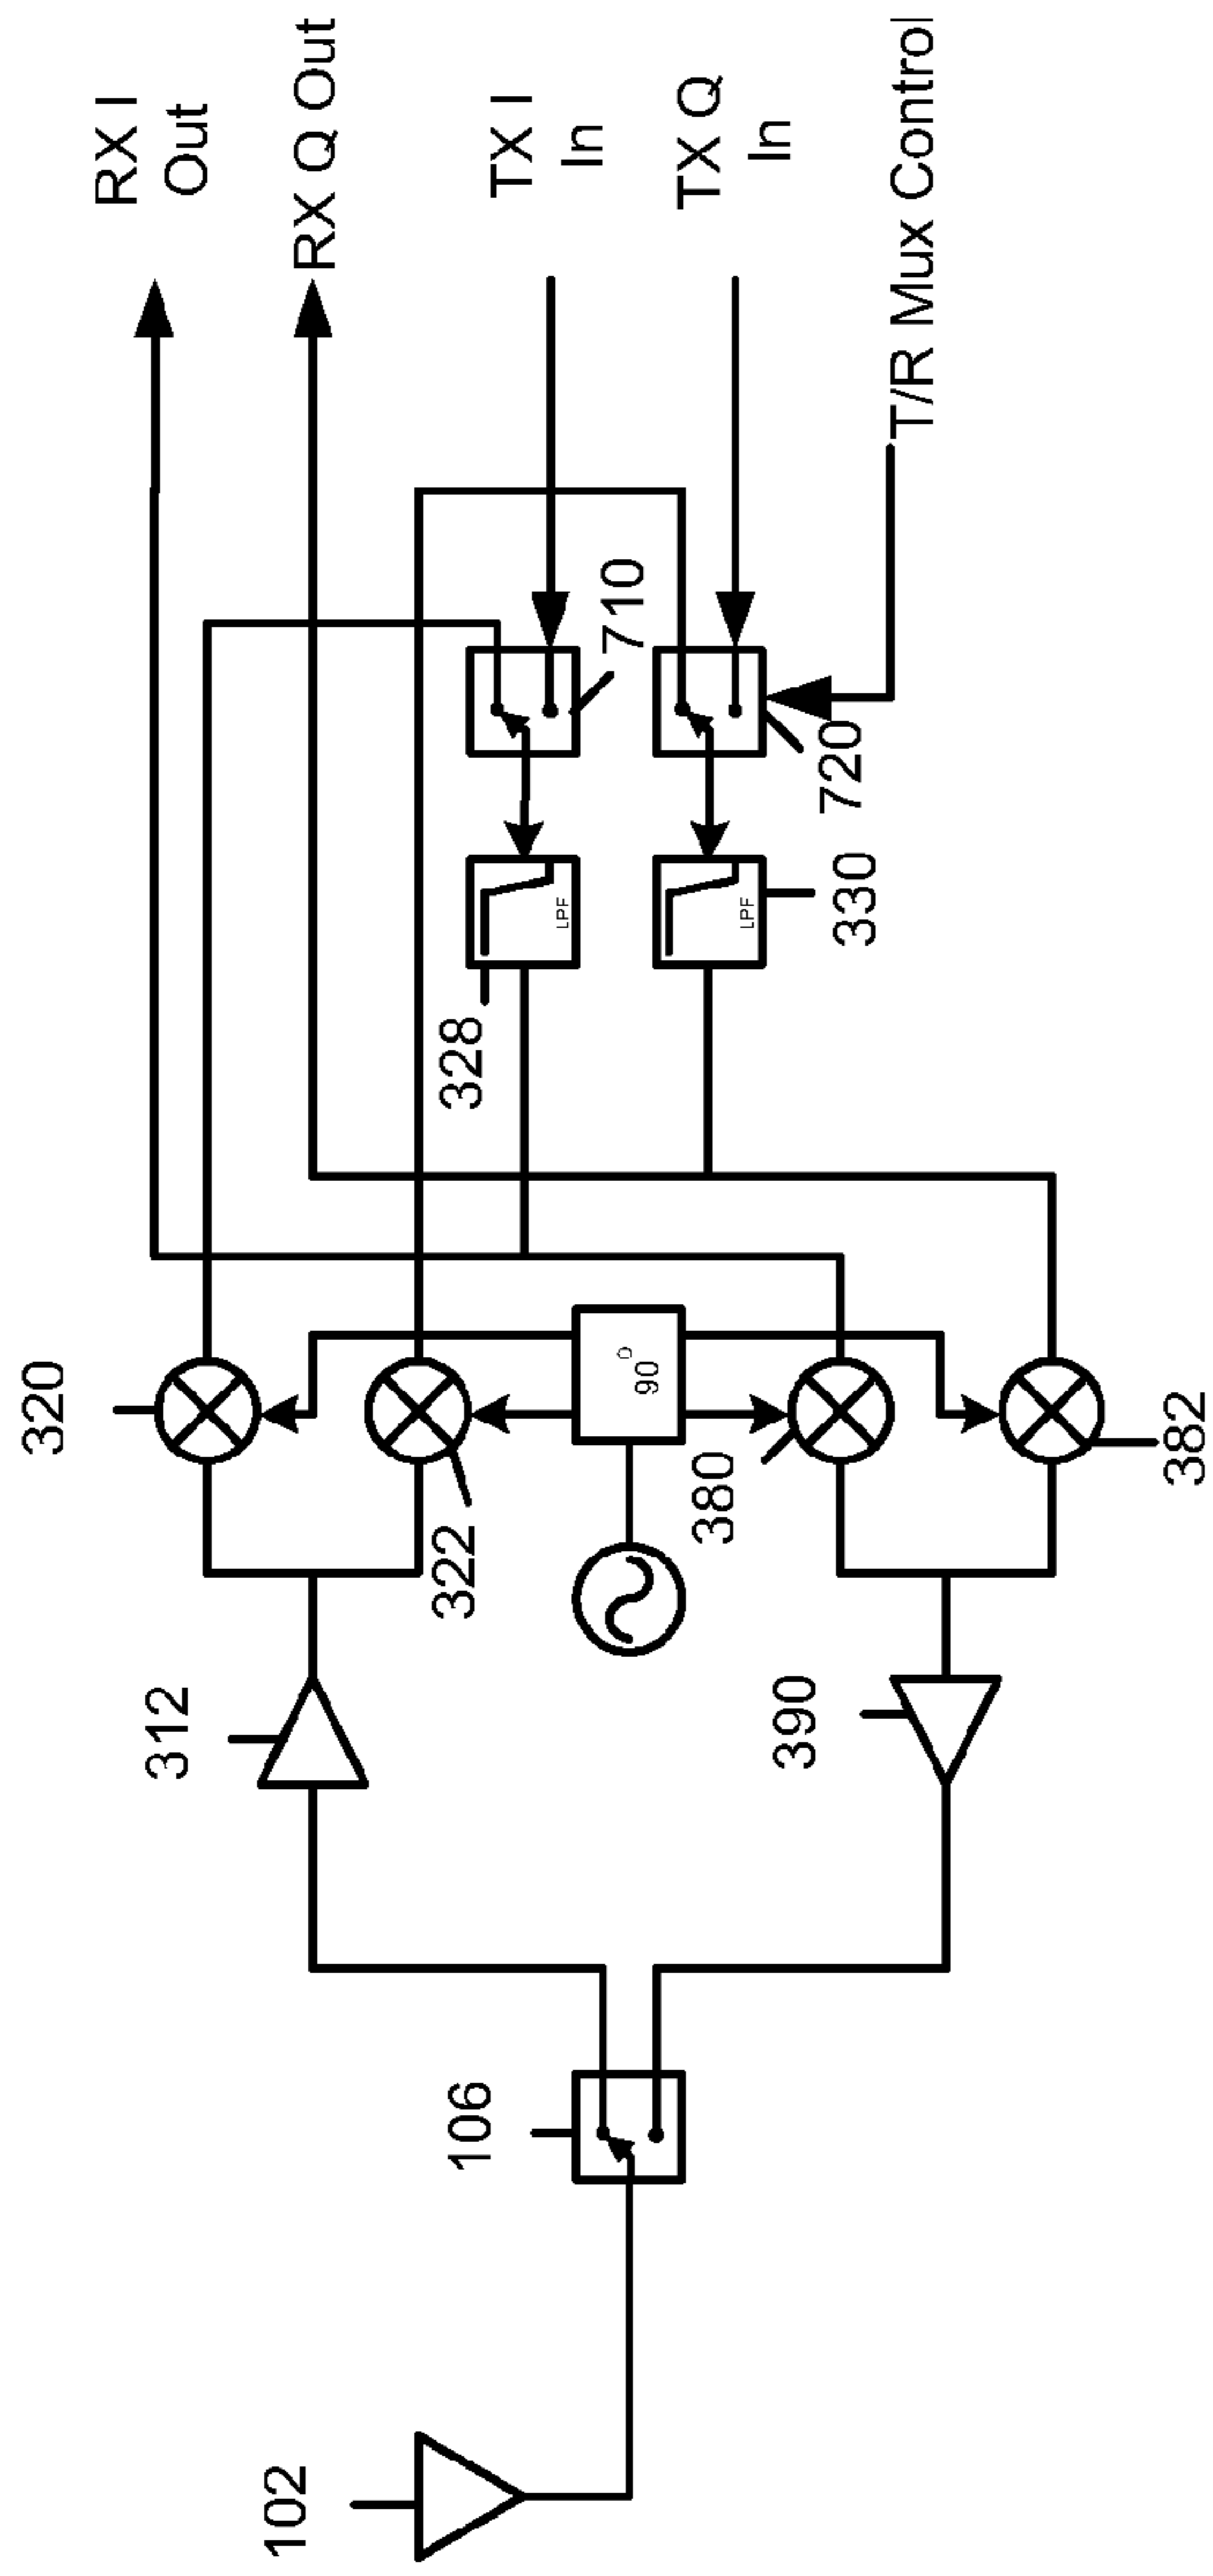 RX I
Out
RX Q Out
TX I
In
TX Q
In
T/R Mux Control
710
720
LPF
LPF
328
330
320
322
90°
380
382
312
390
106
102